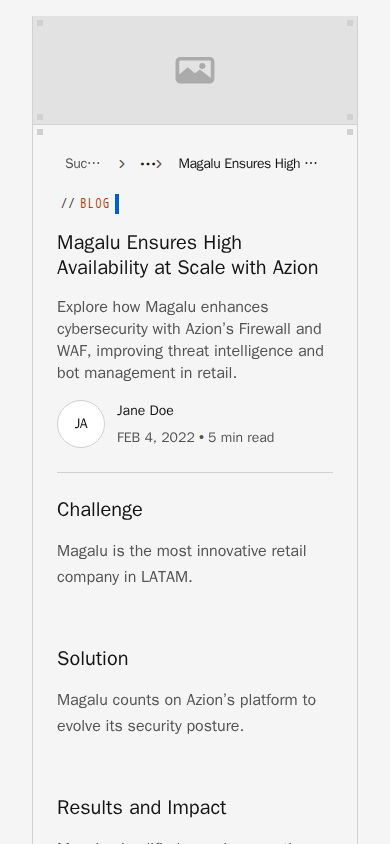 Suc··· > ···> Magalu Ensures High ···
// BLOG
Magalu Ensures High
Availability at Scale with Azion
Explore how Magalu enhances
cybersecurity with Azion's Firewall and
WAF, improving threat intelligence and
bot management in retail.
JA
Jane Doe
FEB 4, 2022 • 5 min read
Challenge
Magalu is the most innovative retail
company in LATAM.
Solution
Magalu counts on Azion's platform to
evolve its security posture.
Results and Impact